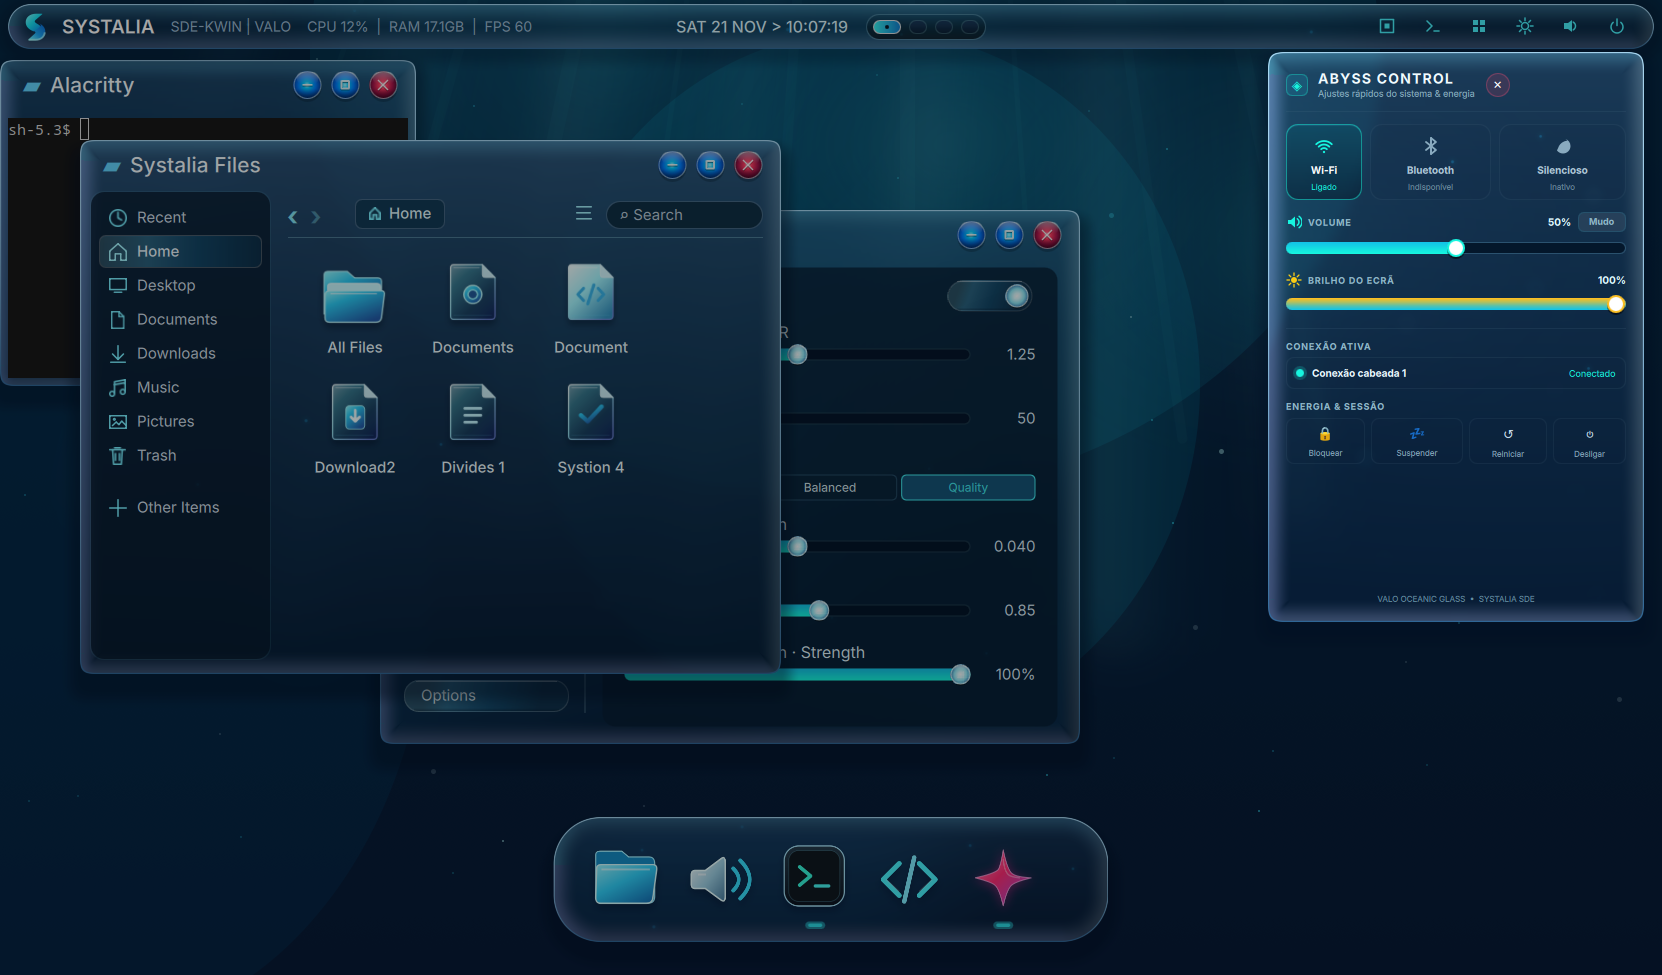 SYSTALIA SDE-KWIN | VALO CPU 12% | RAM 17.1GB | FPS 60 SAT 21 NOV > 10:07:19
Alacritty
sh-5.3$
Systalia Files
Recent
Home
Desktop
Documents
Downloads
Music
Pictures
Trash
Other Items
Home
Search
All Files
Documents
Document
Download2
Divides 1
Systion 4
R
1.25
50
Balanced
Quality
0.040
0.85
· Strength
100%
Options
ABYSS CONTROL
Ajustes rápidos do sistema & energia
Wi-Fi
Ligado
Bluetooth
Indisponível
Silencioso
Inativo
VOLUME 50% Mudo
BRILHO DO ECRÃ 100%
CONEXÃO ATIVA
Conexão cabeada 1 Conectado
ENERGIA & SESSÃO
Bloquear
Suspender
Reiniciar
Desligar
VALO OCEANIC GLASS • SYSTALIA SDE